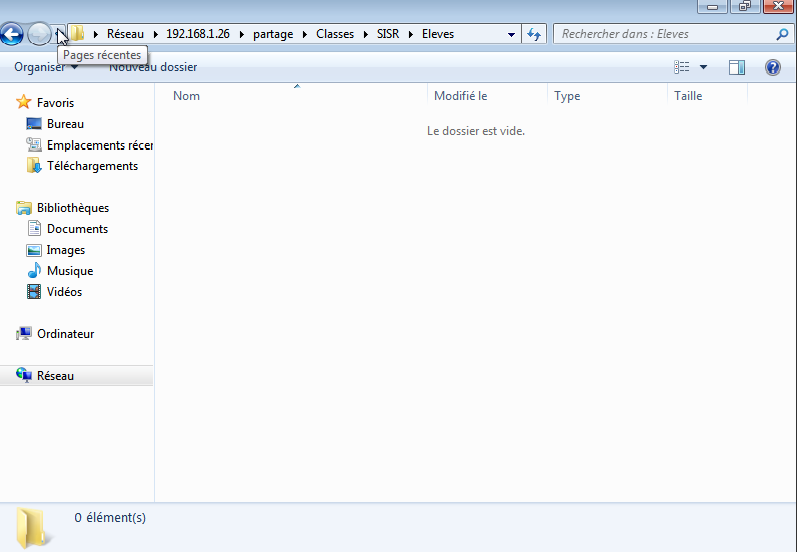 Réseau 192.168.1.26 partage Classes SISR Eleves Rechercher dans : Eleves
Pages récentes
Organiser Nouveau dossier
Nom Modifié le Type Taille
Le dossier est vide.
Favoris
Bureau
Emplacements récer
Téléchargements
Bibliothèques
Documents
Images
Musique
Vidéos
Ordinateur
Réseau
0 élément(s)